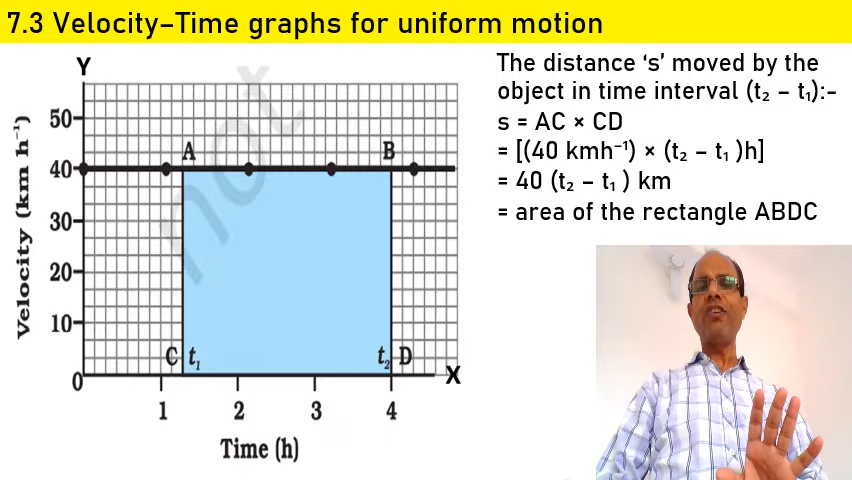 7.3 Velocity–Time graphs for uniform motion
Y
50
40
30
20
10
0
Velocity (km h⁻¹)
A
B
C
t₁
t₂
D
X
1
2
3
4
Time (h)
not
The distance ‘s’ moved by the
object in time interval (t₂ – t₁):-
s = AC × CD
= [(40 kmh⁻¹) × (t₂ – t₁ )h]
= 40 (t₂ – t₁ ) km
= area of the rectangle ABDC